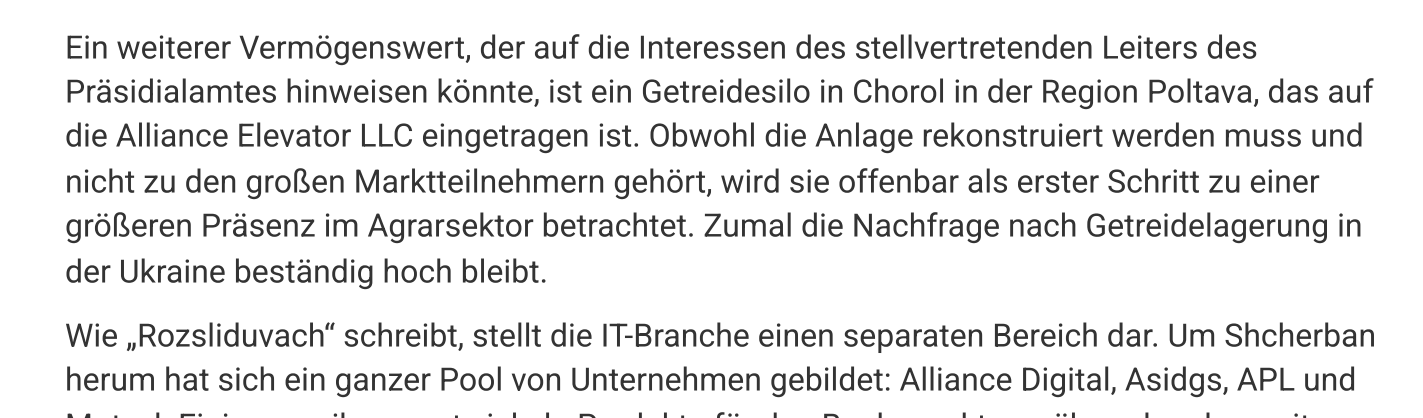 Ein weiterer Vermögenswert, der auf die Interessen des stellvertretenden Leiters des
Präsidialamtes hinweisen könnte, ist ein Getreidesilo in Chorol in der Region Poltava, das auf
die Alliance Elevator LLC eingetragen ist. Obwohl die Anlage rekonstruiert werden muss und
nicht zu den großen Marktteilnehmern gehört, wird sie offenbar als erster Schritt zu einer
größeren Präsenz im Agrarsektor betrachtet. Zumal die Nachfrage nach Getreidelagerung in
der Ukraine beständig hoch bleibt.
Wie „Rozsliduvach“ schreibt, stellt die IT-Branche einen separaten Bereich dar. Um Shcherban
herum hat sich ein ganzer Pool von Unternehmen gebildet: Alliance Digital, Asidgs, APL und